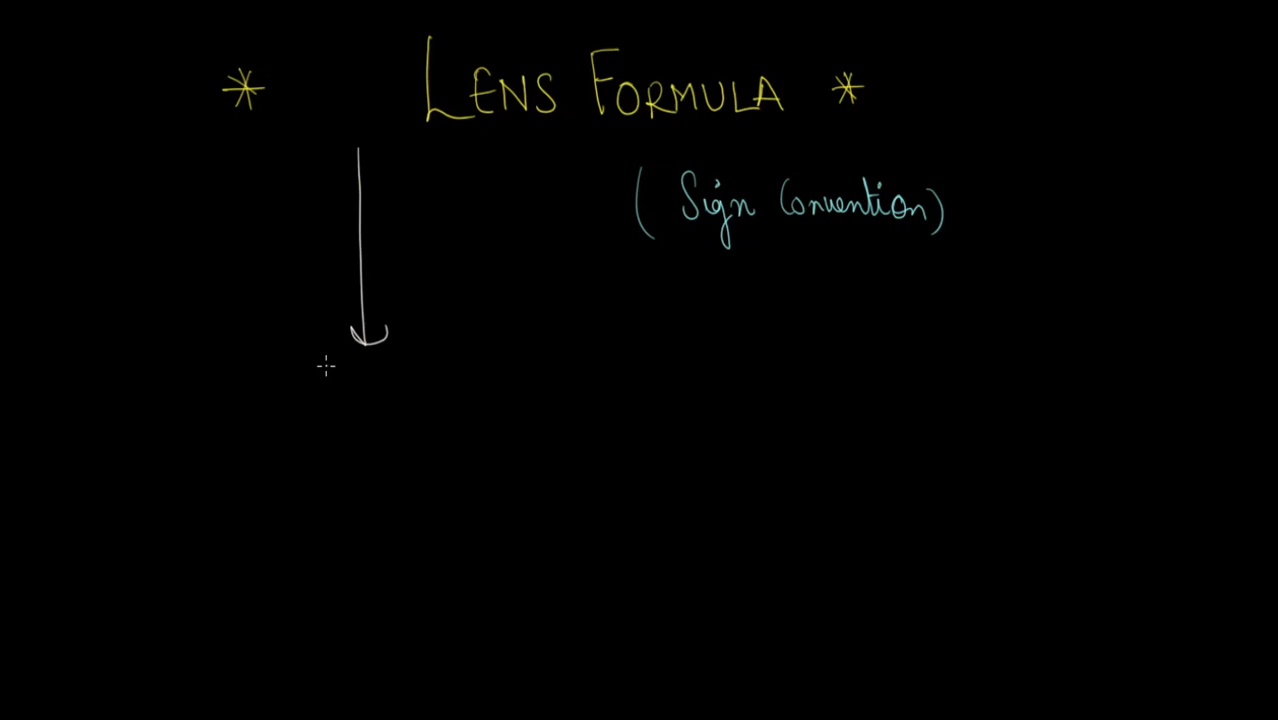 * LENS FORMULA *
( Sign Convention)